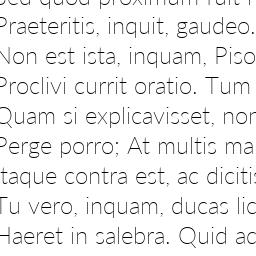 sed quod proximum fuit
Praeteritis, inquit, gaudeo.
Non est ista, inquam, Piso
Proclivi currit oratio. Tum
Quam si explicavisset, non
Perge porro; At multis ma
Itaque contra est, ac dicitis
Tu vero, inquam, ducas lic
Haeret in salebra. Quid ad